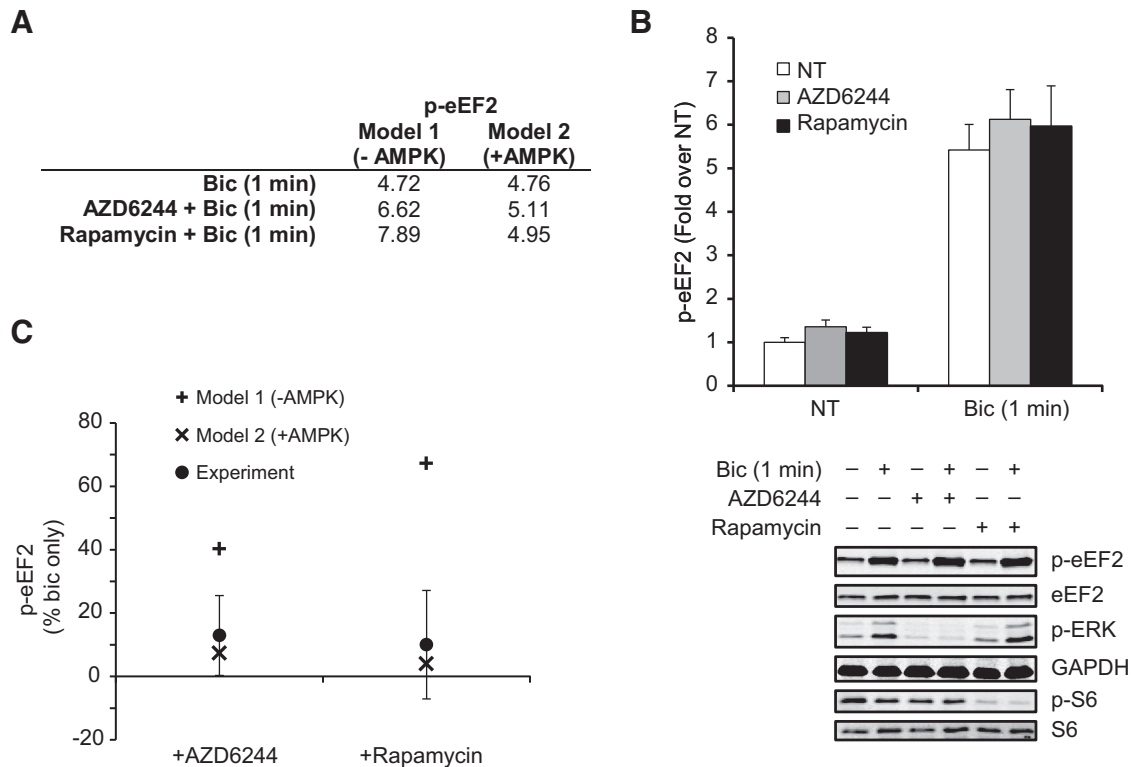 A
p-eEF2
Model 1 Model 2
(- AMPK) (+AMPK)
Bic (1 min) 4.72 4.76
AZD6244 + Bic (1 min) 6.62 5.11
Rapamycin + Bic (1 min) 7.89 4.95
B
p-eEF2 (Fold over NT)
8
7
6
5
4
3
2
1
0
NT
AZD6244
Rapamycin
NT Bic (1 min)
Bic (1 min) – + – + – +
AZD6244 – – + + – –
Rapamycin – – – – + +
p-eEF2
eEF2
p-ERK
GAPDH
p-S6
S6
C
p-eEF2
(% bic only)
80
60
40
20
0
-20
Model 1 (-AMPK)
Model 2 (+AMPK)
Experiment
+AZD6244 +Rapamycin